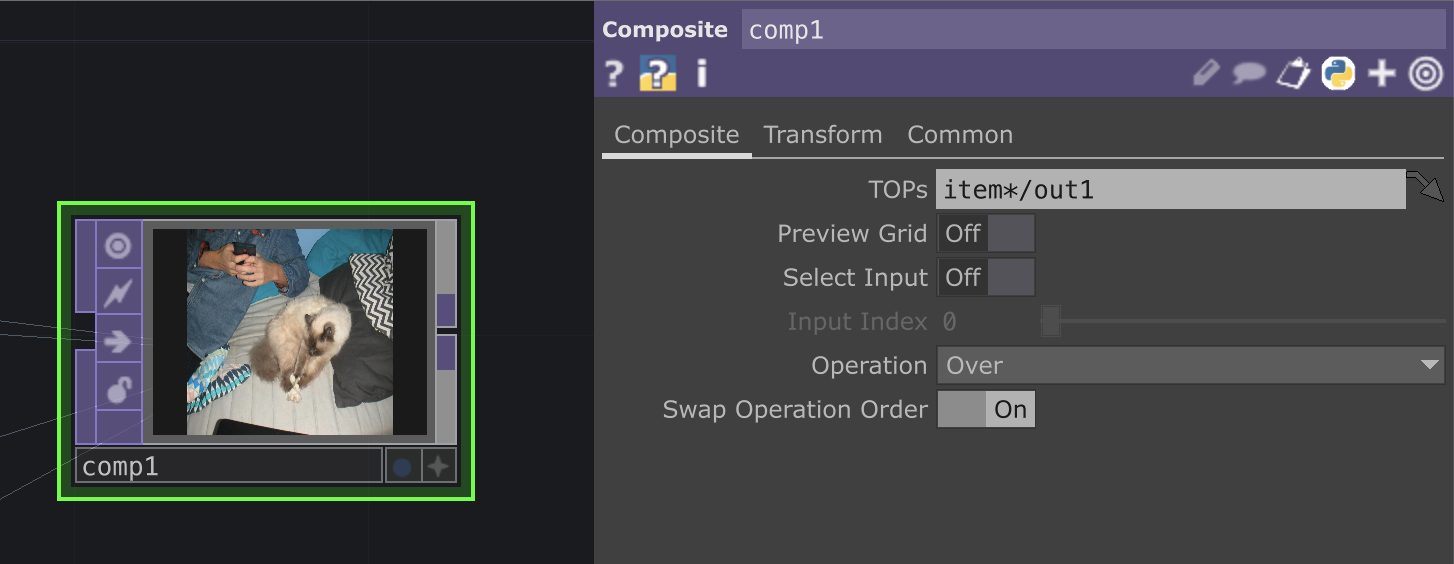 Composite comp1
? ? i
Composite Transform Common
TOPs item*/out1
Preview Grid Off
Select Input Off
Input Index 0
Operation Over
Swap Operation Order On
comp1